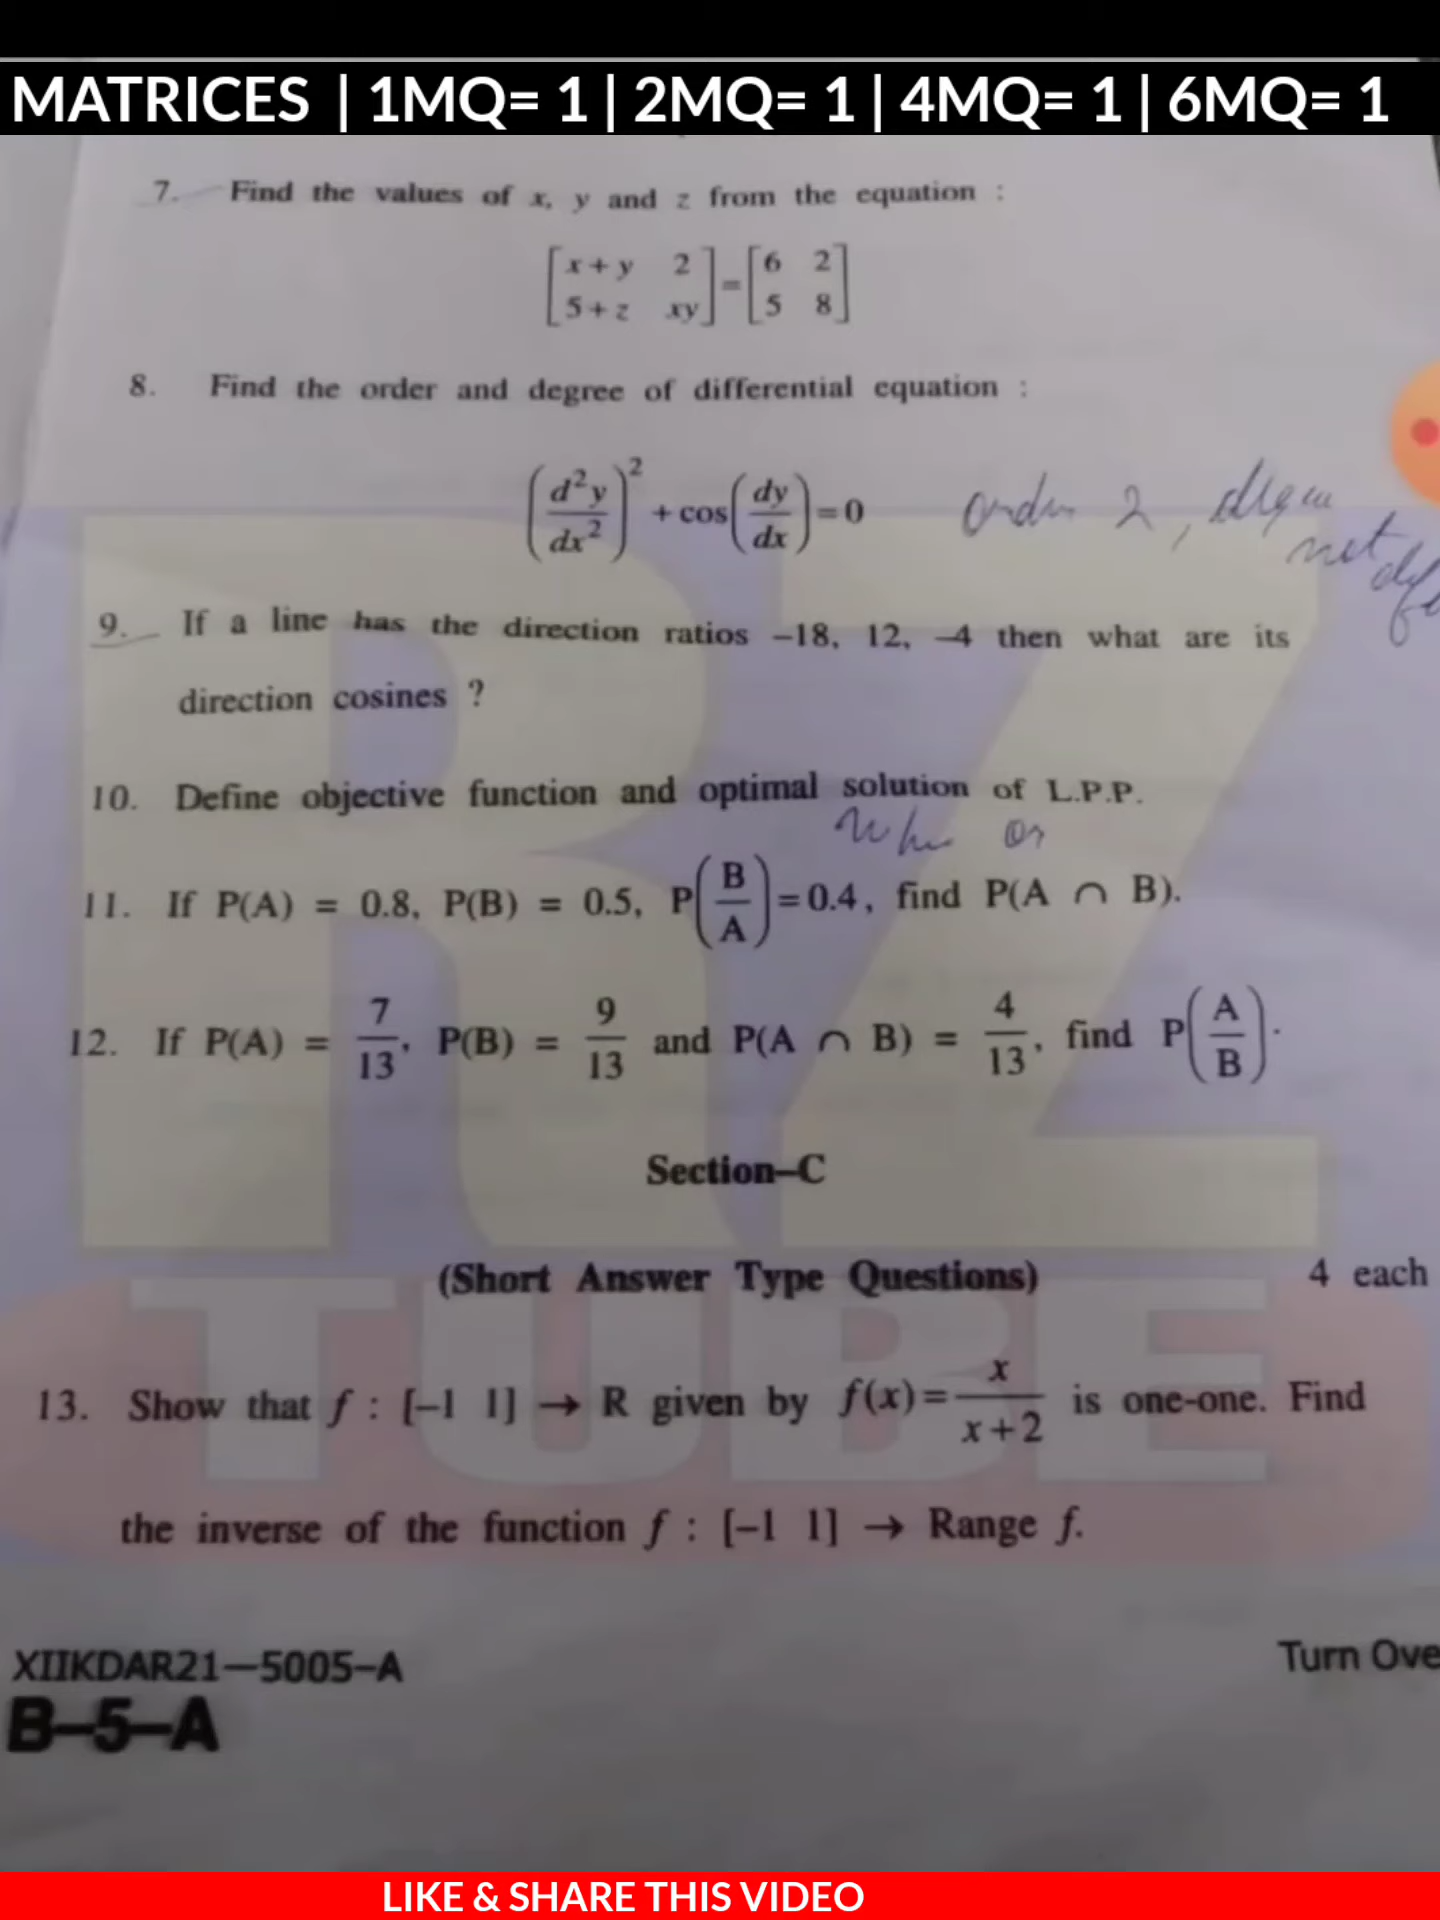 MATRICES | 1MQ= 1 | 2MQ= 1 | 4MQ= 1 | 6MQ= 1
7. Find the values of x, y and z from the equation :
[x + y 2] = [6 2]
[5 + z xy] [5 8]
8. Find the order and degree of differential equation :
(d²y/dx²)² + cos(dy/dx) = 0 order 2, degree
not
9. If a line has the direction ratios –18, 12, –4 then what are its
direction cosines ?
10. Define objective function and optimal solution of L.P.P.
or
11. If P(A) = 0.8, P(B) = 0.5, P(B/A) = 0.4, find P(A ∩ B).
12. If P(A) = 7/13, P(B) = 9/13 and P(A ∩ B) = 4/13, find P(A/B).
Section–C
(Short Answer Type Questions) 4 each
13. Show that f : [–1 1] → R given by f(x) = x/(x+2) is one-one. Find
the inverse of the function f : [–1 1] → Range f.
XIIKDAR21—5005–A Turn Ove
B–5–A
RZ
TUBE
LIKE & SHARE THIS VIDEO